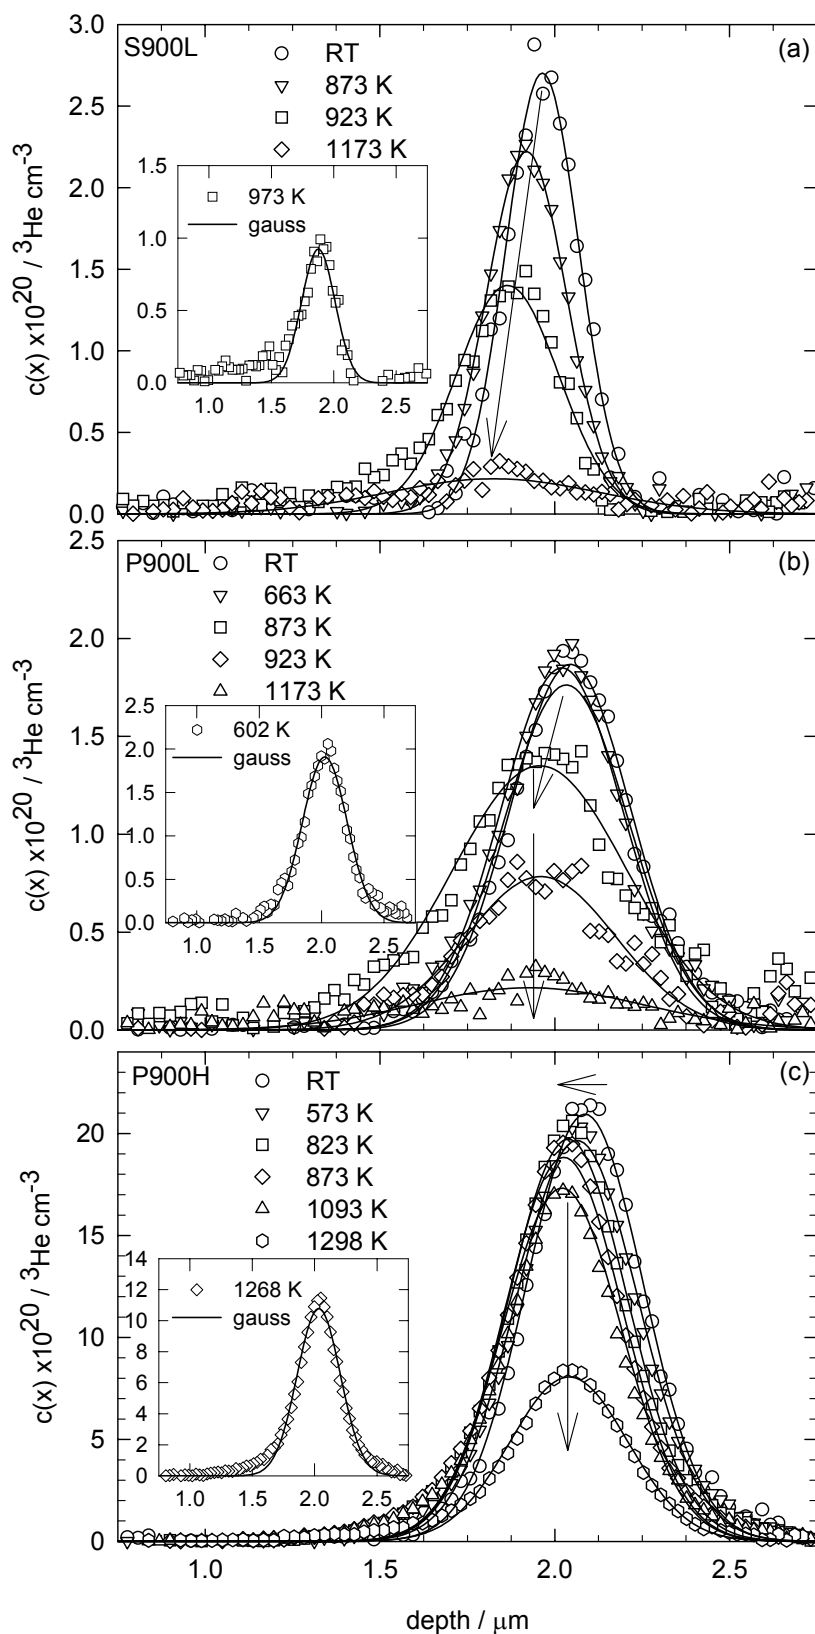 S900L
(a)
RT
873 K
923 K
1173 K
3.0
2.5
2.0
1.5
1.0
0.5
0.0
c(x) x10²⁰ / ³He cm⁻³
1.5
1.0
0.5
0.0
973 K
gauss
1.0 1.5 2.0 2.5
P900L
(b)
RT
663 K
873 K
923 K
1173 K
2.5
2.0
1.5
1.0
0.5
0.0
c(x) x10²⁰ / ³He cm⁻³
2.5
2.0
1.5
1.0
0.5
0.0
602 K
gauss
1.0 1.5 2.0 2.5
P900H
(c)
RT
573 K
823 K
873 K
1093 K
1298 K
20
15
10
5
0
c(x) x10²⁰ / ³He cm⁻³
14
12
10
8
6
4
2
0
1268 K
gauss
1.0 1.5 2.0 2.5
1.0 1.5 2.0 2.5
depth / μm